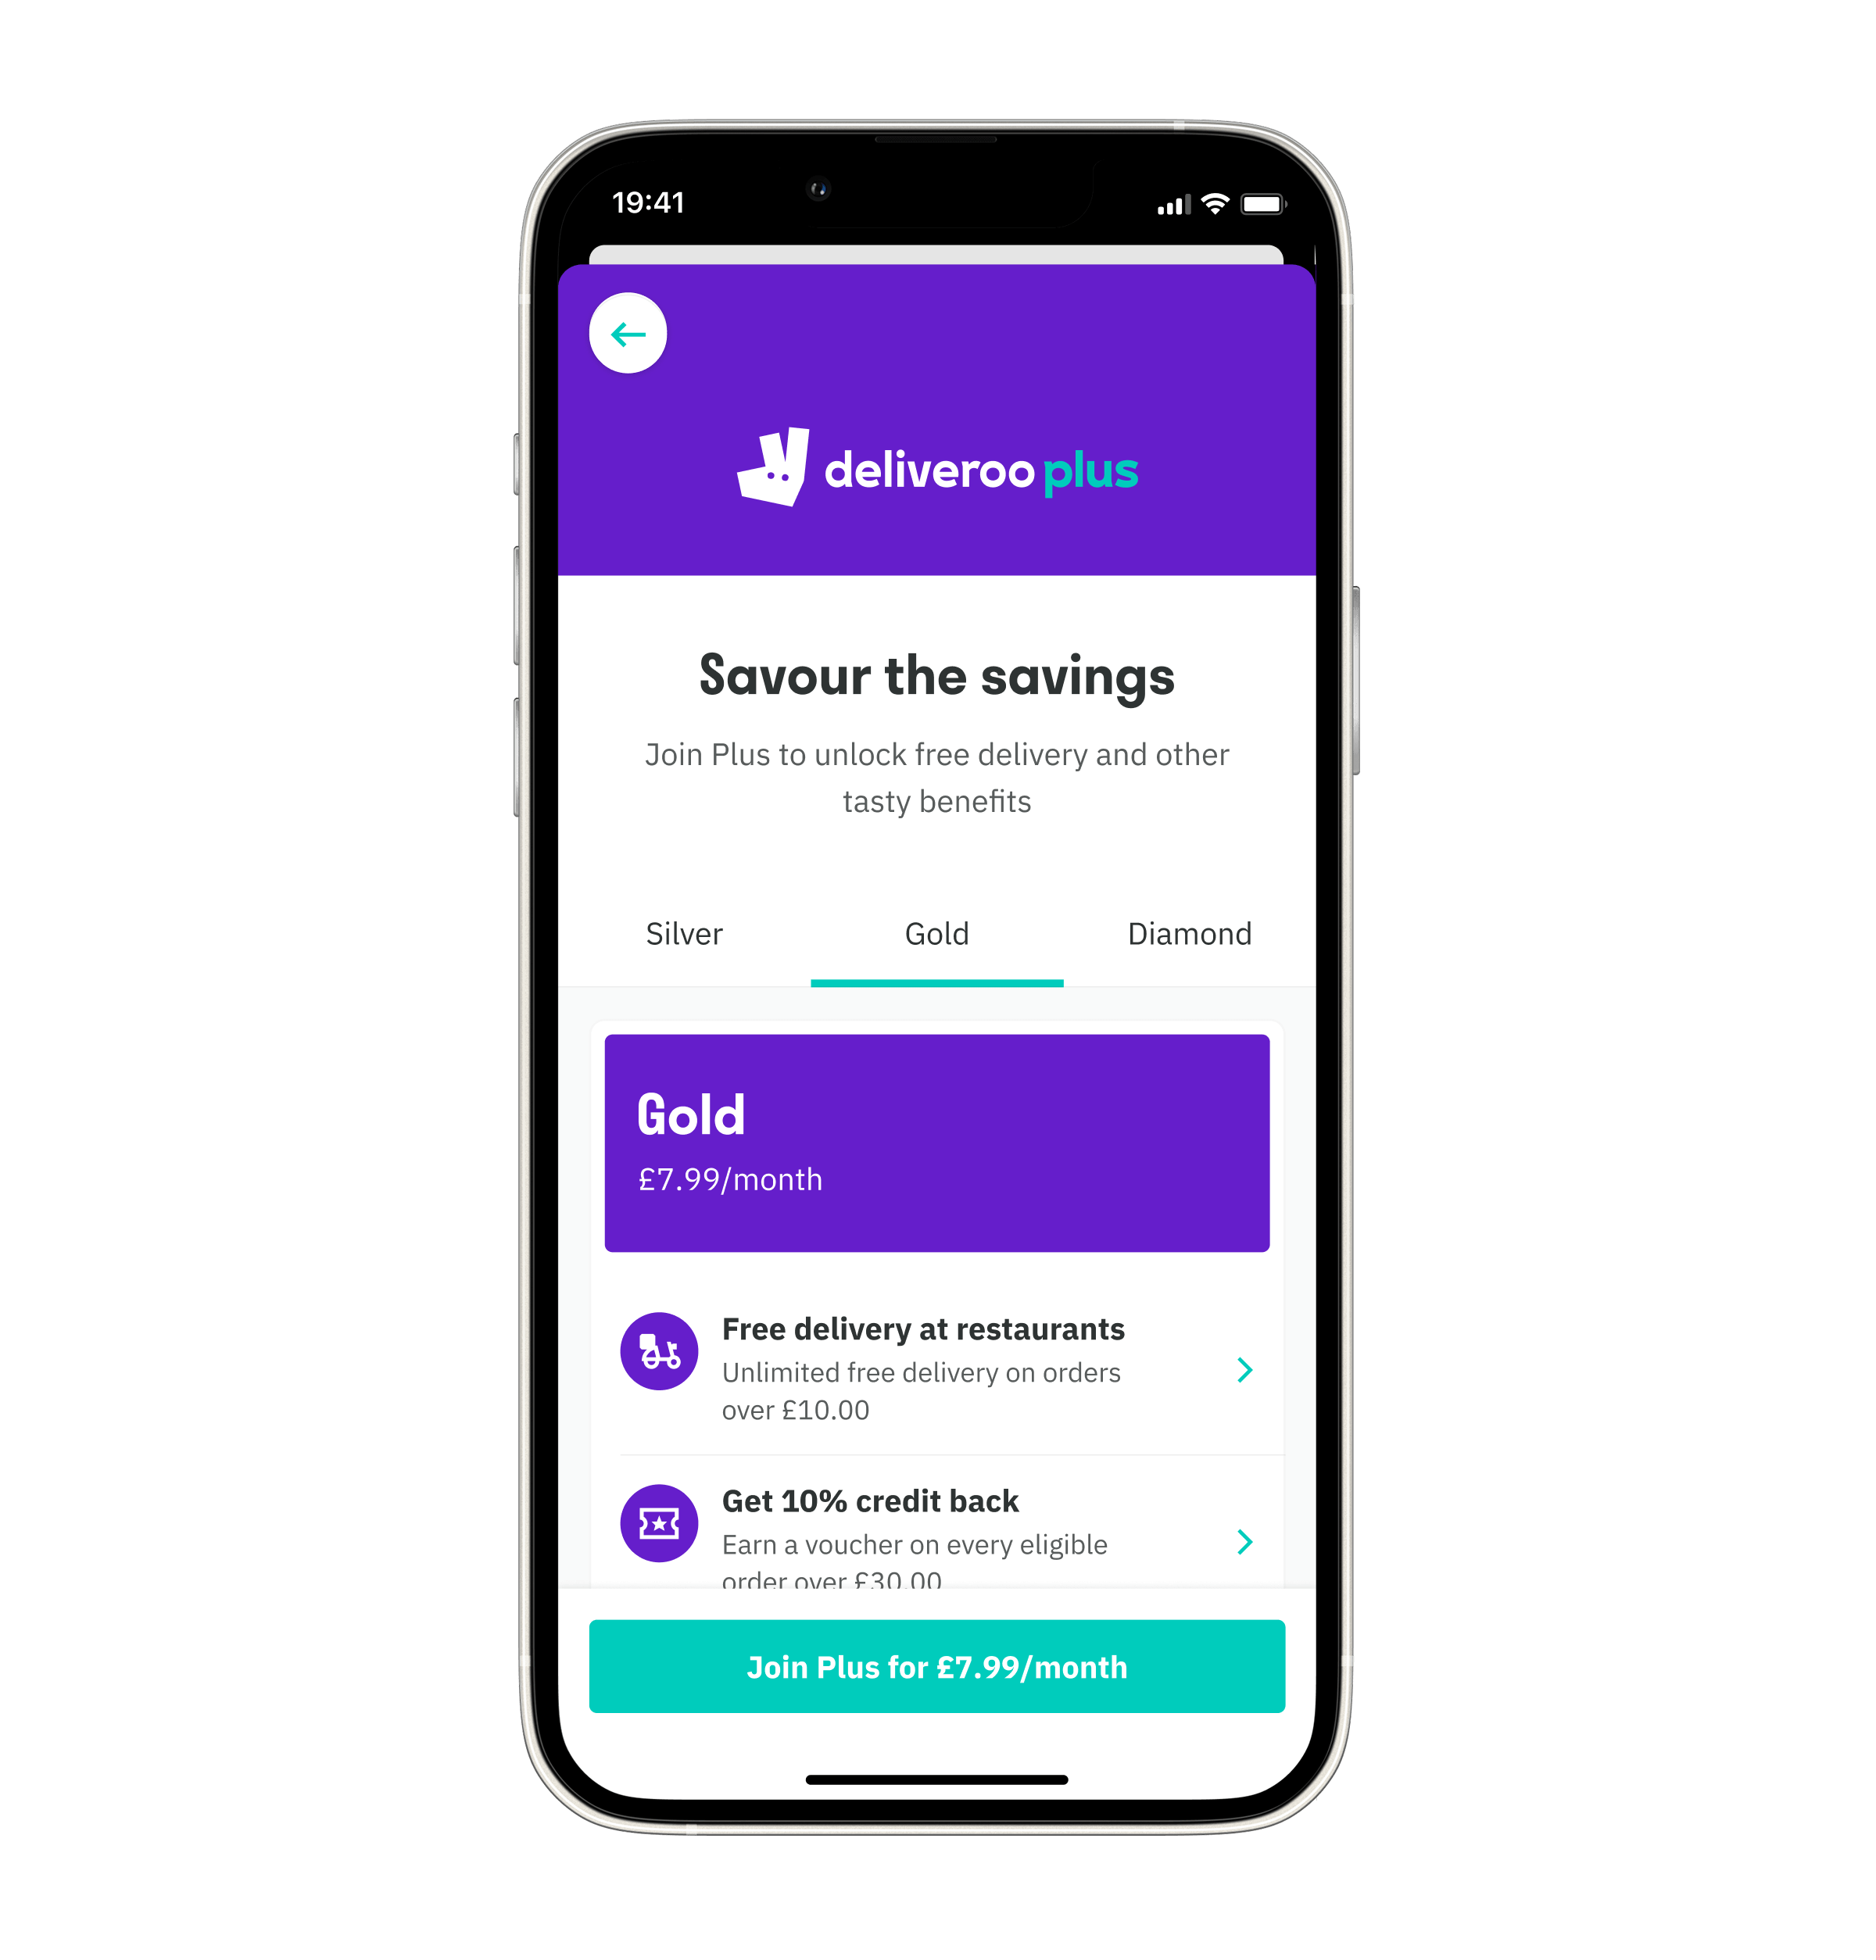 19:41
deliveroo plus
Savour the savings
Join Plus to unlock free delivery and other
tasty benefits
Silver
Gold
Diamond
Gold
£7.99/month
Free delivery at restaurants
Unlimited free delivery on orders
over £10.00
Get 10% credit back
Earn a voucher on every eligible
order over £30.00
Join Plus for £7.99/month